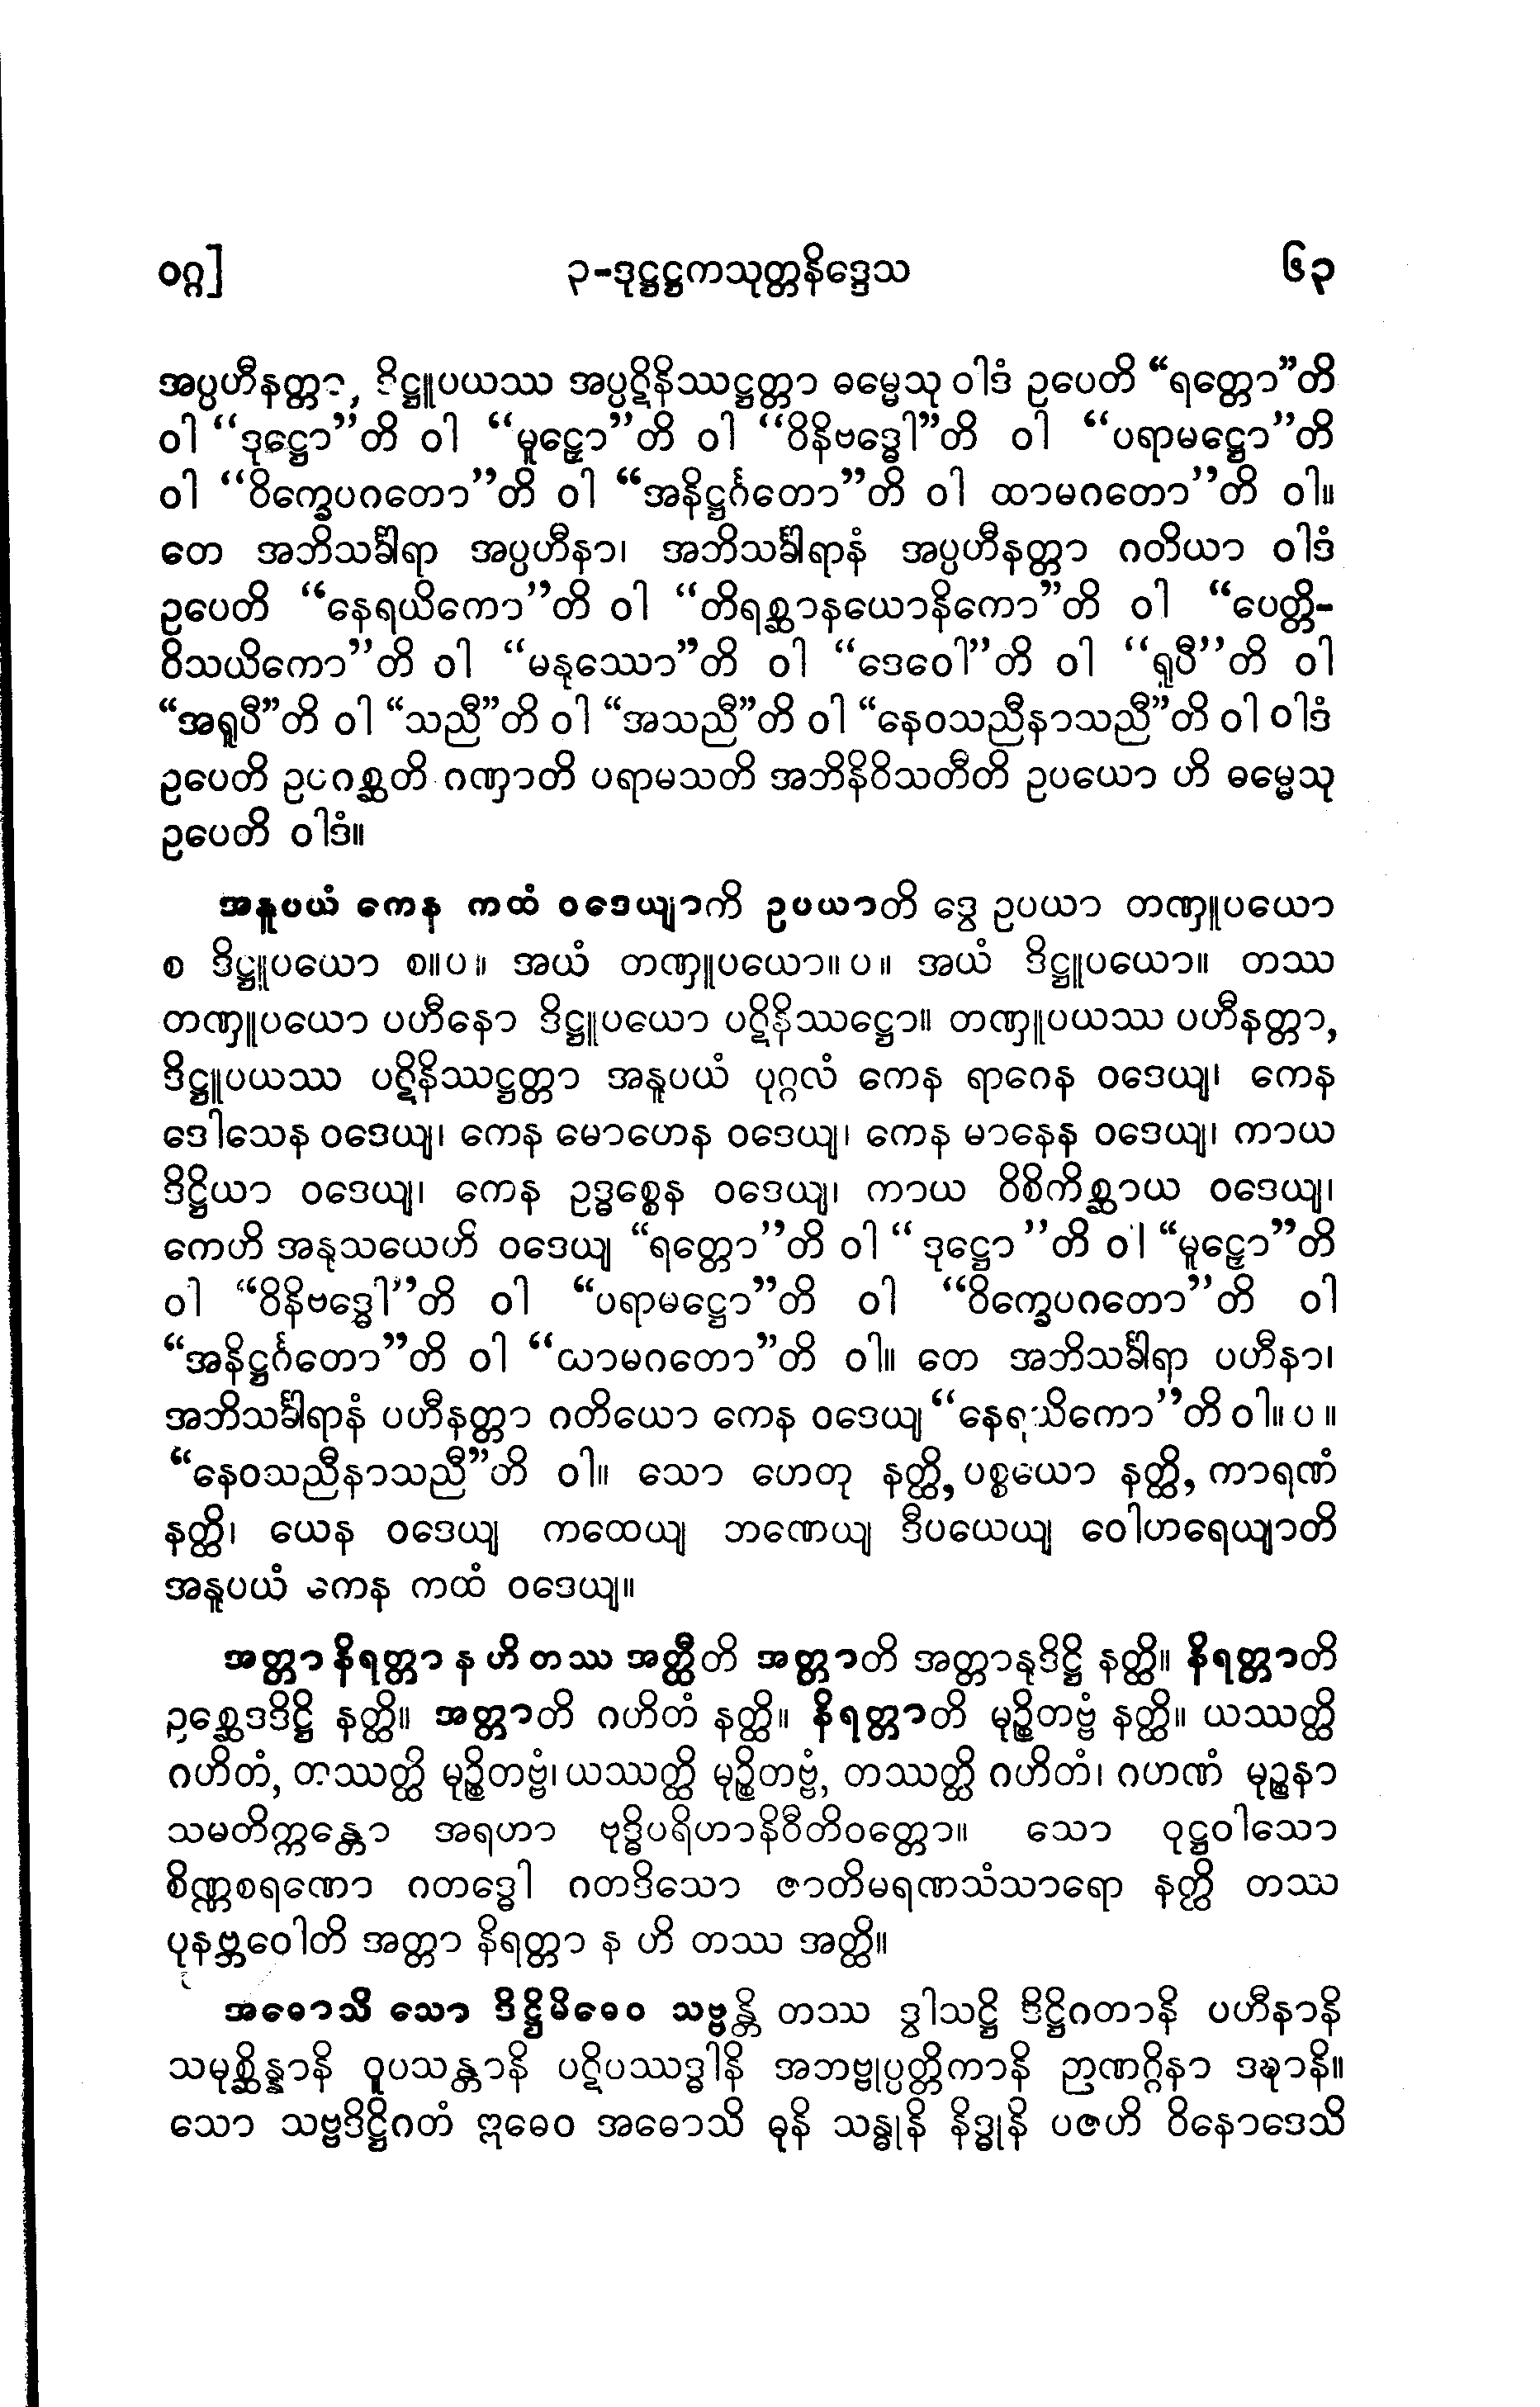 ဝဂ္ဂ]
၃-ဒုဋ္ဌဋ္ဌကသုတ္တနိဒ္ဒေသ
၆၃
အပ္ပဟီနတ္တာ, ဒိဋ္ဌူပယဿ အပ္ပဋိနိဿဋ္ဌတ္တာ ဓမ္မေသု ဝါဒံ ဥပေတိ “ရတ္တော”တိ
ဝါ “ဒုဋ္ဌော”တိ ဝါ “မူဠှော”တိ ဝါ “ဝိနိဗဒ္ဓေါ”တိ ဝါ “ပရာမဋ္ဌော”တိ
ဝါ “ဝိက္ခေပဂတော”တိ ဝါ “အနိဋ္ဌင်္ဂတော”တိ ဝါ ထာမဂတော”တိ ဝါ။
တေ အဘိသင်္ခါရာ အပ္ပဟီနာ၊ အဘိသင်္ခါရာနံ အပ္ပဟီနတ္တာ ဂတိယာ ဝါဒံ
ဥပေတိ “နေရယိကော”တိ ဝါ “တိရစ္ဆာနယောနိကော”တိ ဝါ “ပေတ္တိ-
ဝိသယိကော”တိ ဝါ “မနုဿော”တိ ဝါ “ဒေဝေါ”တိ ဝါ “ရူပီ”တိ ဝါ
“အရူပီ”တိ ဝါ “သညီ”တိ ဝါ “အသညီ”တိ ဝါ “နေဝသညီနာသညီ”တိ ဝါ ဝါဒံ
ဥပေတိ ဥပဂစ္ဆတိ ဂဏှာတိ ပရာမသတိ အဘိနိဝိသတီတိ ဥပယော ဟိ ဓမ္မေသု
ဥပေတိ ဝါဒံ။
အနူပယံ ကေန ကထံ ဝဒေယျာကိ ဥပယာတိ ဒွေ ဥပယာ တဏှူပယော
စ ဒိဋ္ဌူပယော စ။ပ။ အယံ တဏှူပယော။ပ။ အယံ ဒိဋ္ဌူပယော။ တဿ
တဏှူပယော ပဟီနော ဒိဋ္ဌူပယော ပဋိနိဿဋ္ဌော။ တဏှူပယဿ ပဟီနတ္တာ,
ဒိဋ္ဌူပယဿ ပဋိနိဿဋ္ဌတ္တာ အနူပယံ ပုဂ္ဂလံ ကေန ရာဂေန ဝဒေယျ၊ ကေန
ဒေါသေန ဝဒေယျ၊ ကေန မောဟေန ဝဒေယျ၊ ကေန မာနေန ဝဒေယျ၊ ကာယ
ဒိဋ္ဌိယာ ဝဒေယျ၊ ကေန ဥဒ္ဓစ္စေန ဝဒေယျ၊ ကာယ ဝိစိကိစ္ဆာယ ဝဒေယျ၊
ကေဟိ အနုသယေဟိ ဝဒေယျ “ရတ္တော”တိ ဝါ “ဒုဋ္ဌော”တိ ဝါ “မူဠှော”တိ
ဝါ “ဝိနိဗဒ္ဓေါ”တိ ဝါ “ပရာမဋ္ဌော”တိ ဝါ “ဝိက္ခေပဂတော”တိ ဝါ
“အနိဋ္ဌင်္ဂတော”တိ ဝါ “ထာမဂတော”တိ ဝါ။ တေ အဘိသင်္ခါရာ ပဟီနာ၊
အဘိသင်္ခါရာနံ ပဟီနတ္တာ ဂတိယော ကေန ဝဒေယျ “နေရယိကော”တိ ဝါ။ပ။
“နေဝသညီနာသညီ”တိ ဝါ။ သော ဟေတု နတ္ထိ, ပစ္စယော နတ္ထိ, ကာရဏံ
နတ္ထိ၊ ယေန ဝဒေယျ ကထေယျ ဘဏေယျ ဒီပယေယျ ဝေါဟရေယျာတိ
အနူပယံ ကေန ကထံ ဝဒေယျ။
အတ္တာ နိရတ္တာ န ဟိ တဿ အတ္ထီတိ အတ္တာတိ အတ္တာနုဒိဋ္ဌိ နတ္ထိ။ နိရတ္တာတိ
ဥစ္ဆေဒဒိဋ္ဌိ နတ္ထိ။ အတ္တာတိ ဂဟိတံ နတ္ထိ။ နိရတ္တာတိ မုဉ္စိတဗ္ဗံ နတ္ထိ။ ယဿတ္ထိ
ဂဟိတံ, တဿတ္ထိ မုဉ္စိတဗ္ဗံ၊ ယဿတ္ထိ မုဉ္စိတဗ္ဗံ, တဿတ္ထိ ဂဟိတံ၊ ဂဟဏံ မုဉ္စနာ
သမတိက္ကန္တော အရဟာ ဗုဒ္ဓိပရိဟာနိဝီတိဝတ္တော။ သော ဝုဋ္ဌဝါသော
စိဏ္ဏစရဏော ဂတဒ္ဓေါ ဂတဒိသော ဇာတိမရဏသံသာရော နတ္ထိ တဿ
ပုနဗ္ဘဝေါတိ အတ္တာ နိရတ္တာ န ဟိ တဿ အတ္ထိ။
အဓောသိ သော ဒိဋ္ဌိမိဓေဝ သဗ္ဗန္တိ တဿ ဒွါသဋ္ဌိ ဒိဋ္ဌိဂတာနိ ပဟီနာနိ
သမုစ္ဆိန္နာနိ ဝူပသန္တာနိ ပဋိပဿဒ္ဓါနိ အဘဗ္ဗုပ္ပတ္တိကာနိ ဉာဏဂ္ဂိနာ ဒဍ္ဎာနိ။
သော သဗ္ဗဒိဋ္ဌိဂတံ ဣဓေဝ အဓောသိ ဓုနိ သန္ဓုနိ နိဒ္ဓုနိ ပဇဟိ ဝိနောဒေသိ